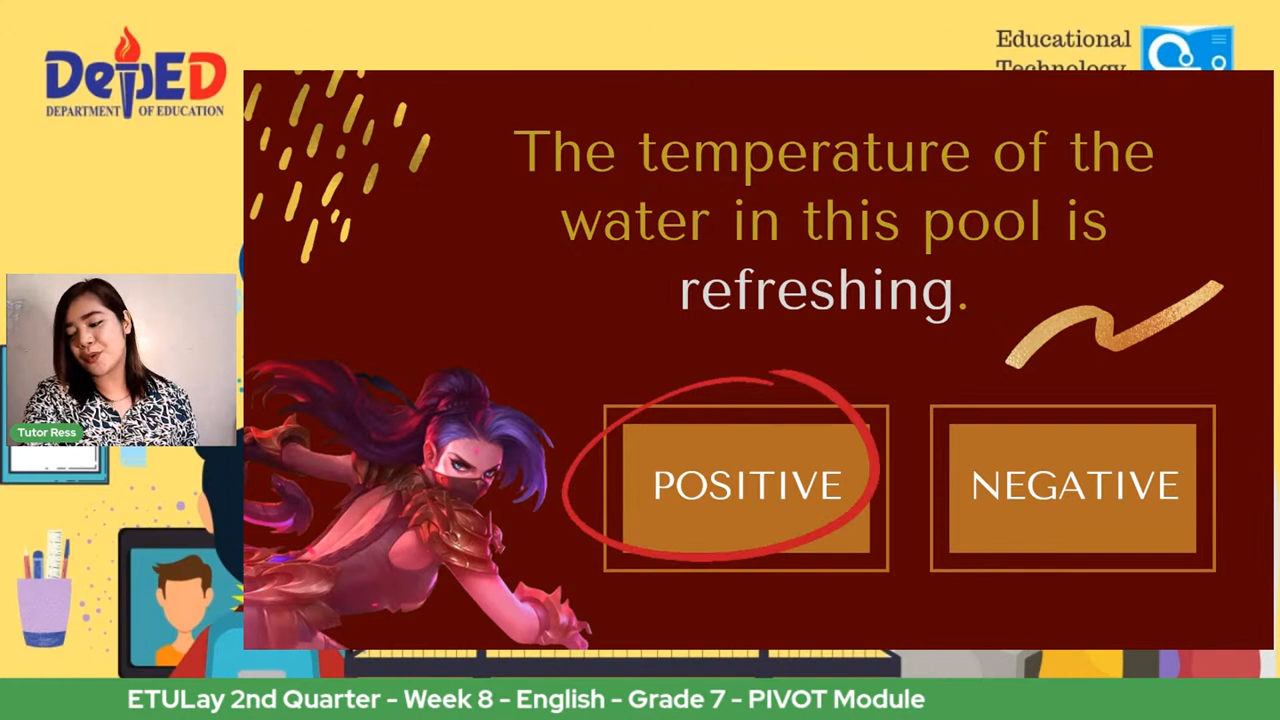 DepED
DEPARTMENT OF EDUCATION
Educational
Technology
The temperature of the
water in this pool is
refreshing.
POSITIVE
NEGATIVE
Tutor Ress
ETULay 2nd Quarter - Week 8 - English - Grade 7 - PIVOT Module